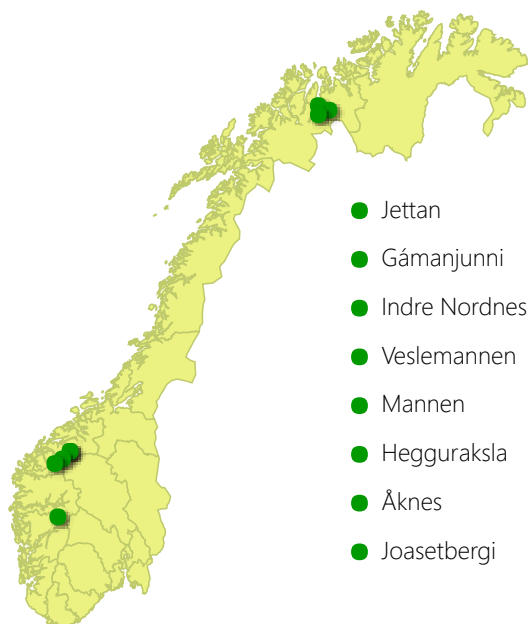 Jettan
Gámanjunni
Indre Nordnes
Veslemannen
Mannen
Hegguraksla
Åknes
Joasetbergi